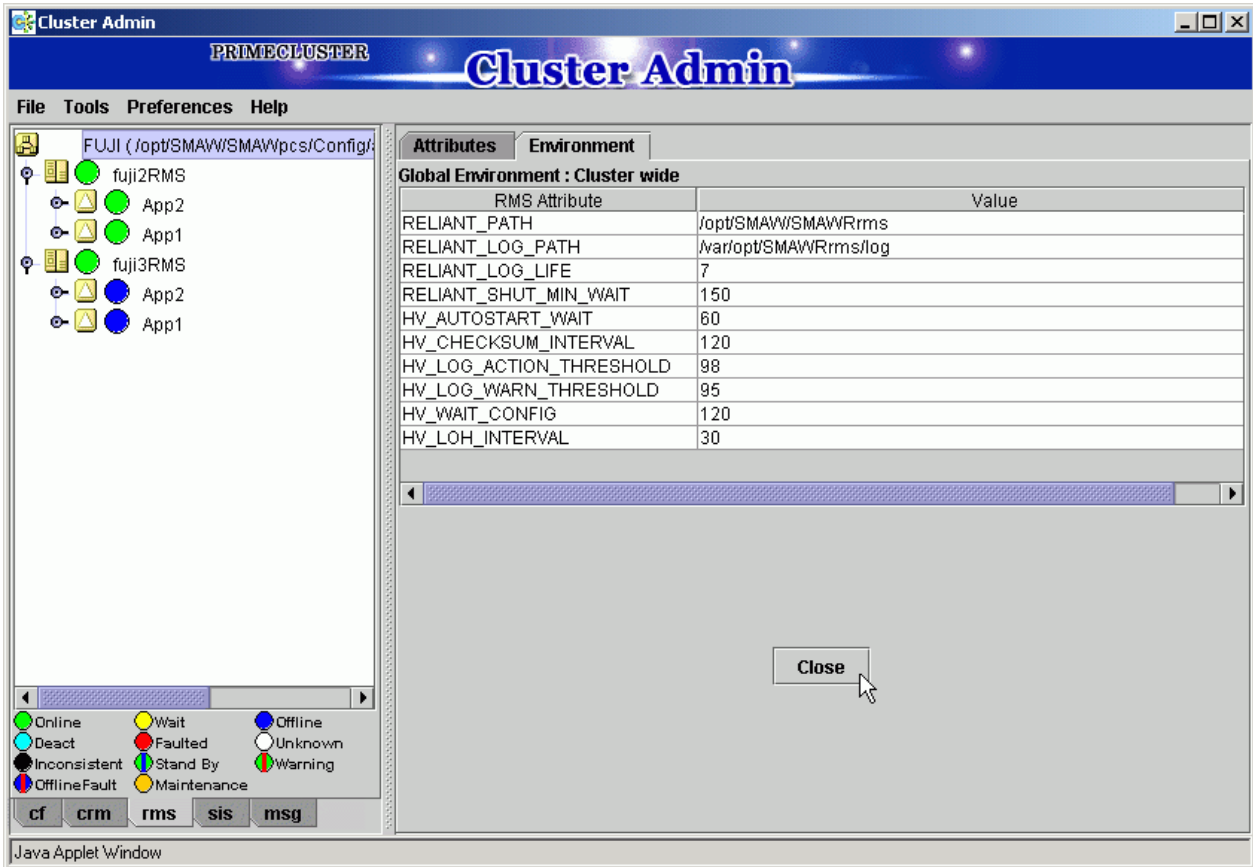 Cluster Admin
PRIMECLUSTER
Cluster Admin
File Tools Preferences Help
FUJI ( /opt/SMAW/SMAWpcs/Config/
fuji2RMS
App2
App1
fuji3RMS
App2
App1
Online Wait Offline
Deact Faulted Unknown
Inconsistent Stand By Warning
OfflineFault Maintenance
cf crm rms sis msg
Attributes Environment
Global Environment : Cluster wide
RMS Attribute Value
RELIANT_PATH /opt/SMAW/SMAWRrms
RELIANT_LOG_PATH /var/opt/SMAWRrms/log
RELIANT_LOG_LIFE 7
RELIANT_SHUT_MIN_WAIT 150
HV_AUTOSTART_WAIT 60
HV_CHECKSUM_INTERVAL 120
HV_LOG_ACTION_THRESHOLD 98
HV_LOG_WARN_THRESHOLD 95
HV_WAIT_CONFIG 120
HV_LOH_INTERVAL 30
Close
Java Applet Window